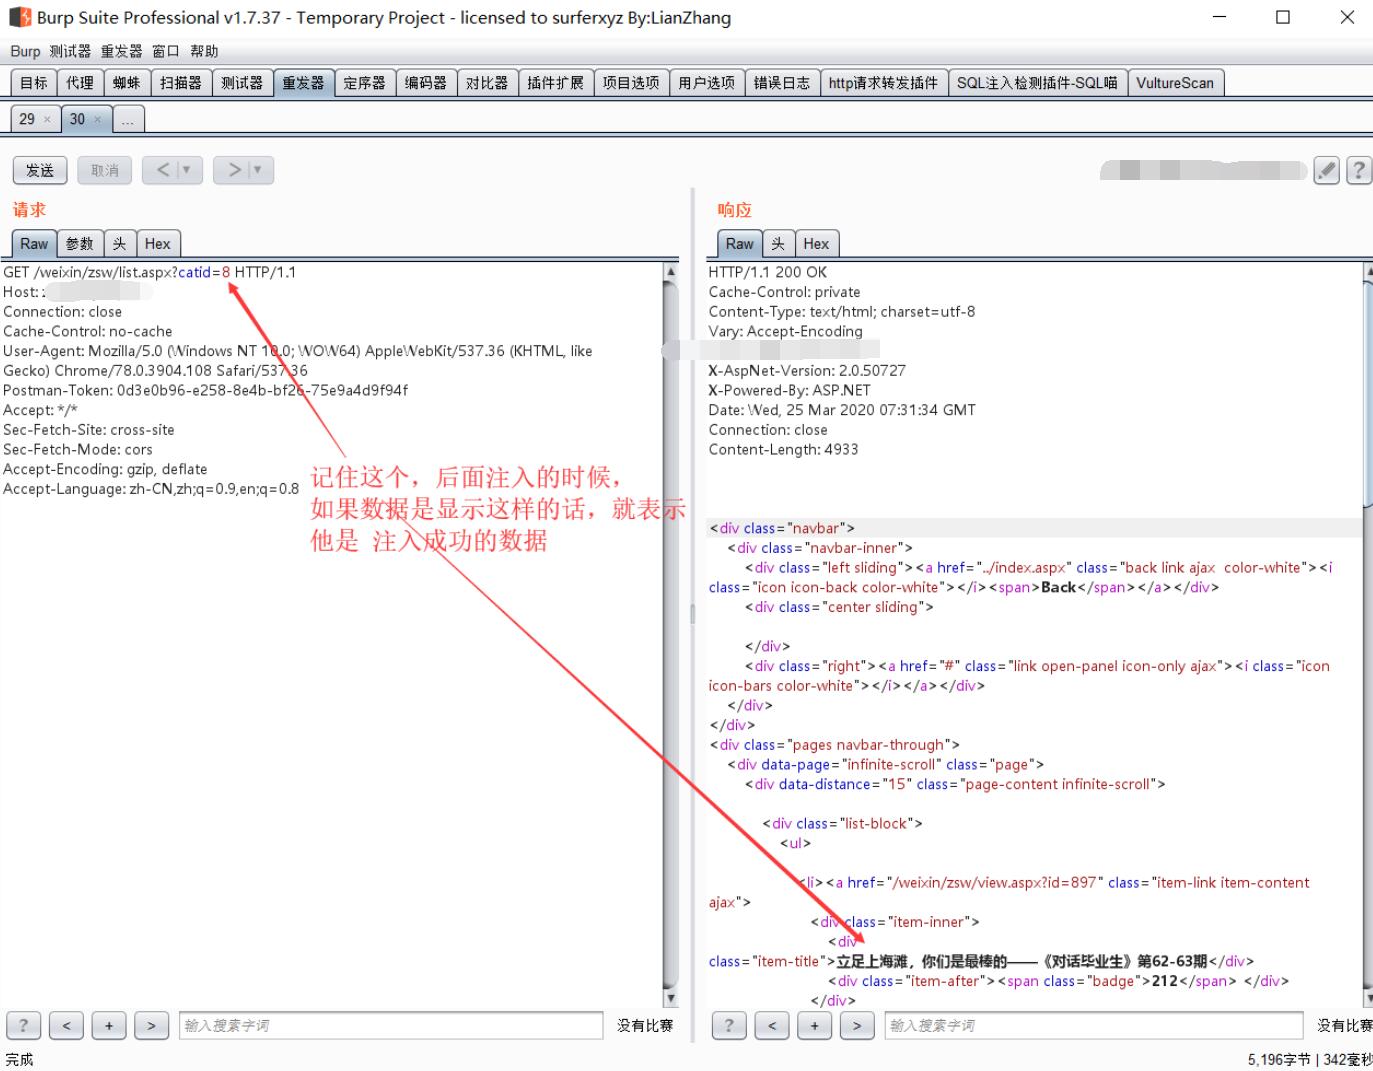 Burp Suite Professional v1.7.37 - Temporary Project - licensed to surferxyz By:LianZhang
Burp 测试器 重发器 窗口 帮助
目标 代理 蜘蛛 扫描器 测试器 重发器 定序器 编码器 对比器 插件扩展 项目选项 用户选项 错误日志 http请求转发插件 SQL注入检测插件-SQL喵 VultureScan
29 × 30 × ...
发送 取消 < ▼ > ▼ ?
请求
Raw 参数 头 Hex
GET /weixin/zsw/list.aspx?catid=8 HTTP/1.1
Host:
Connection: close
Cache-Control: no-cache
User-Agent: Mozilla/5.0 (Windows NT 10.0; WOW64) AppleWebKit/537.36 (KHTML, like
Gecko) Chrome/78.0.3904.108 Safari/537.36
Postman-Token: 0d3e0b96-e258-8e4b-bf26-75e9a4d9f94f
Accept: */*
Sec-Fetch-Site: cross-site
Sec-Fetch-Mode: cors
Accept-Encoding: gzip, deflate
Accept-Language: zh-CN,zh;q=0.9,en;q=0.8
记住这个，后面注入的时候，
如果数据是显示这样的话，就表示
他是 注入成功的数据
? < + > 输入搜索字词 没有比赛
响应
Raw 头 Hex
HTTP/1.1 200 OK
Cache-Control: private
Content-Type: text/html; charset=utf-8
Vary: Accept-Encoding
X-AspNet-Version: 2.0.50727
X-Powered-By: ASP.NET
Date: Wed, 25 Mar 2020 07:31:34 GMT
Connection: close
Content-Length: 4933
<div class="navbar">
<div class="navbar-inner">
<div class="left sliding"><a href="../index.aspx" class="back link ajax  color-white"><i
class="icon icon-back color-white"></i><span>Back</span></a></div>
<div class="center sliding">
</div>
<div class="right"><a href="#" class="link open-panel icon-only ajax"><i class="icon
icon-bars color-white"></i></a></div>
</div>
</div>
<div class="pages navbar-through">
<div data-page="infinite-scroll" class="page">
<div data-distance="15" class="page-content infinite-scroll">
<div class="list-block">
<ul>
<li><a href="/weixin/zsw/view.aspx?id=897" class="item-link item-content
ajax">
<div class="item-inner">
<div
class="item-title">立足上海滩，你们是最棒的——《对话毕业生》第62-63期</div>
<div class="item-after"><span class="badge">212</span> </div>
</div>
? < + > 输入搜索字词 没有比赛
完成 5,196字节 | 342毫秒